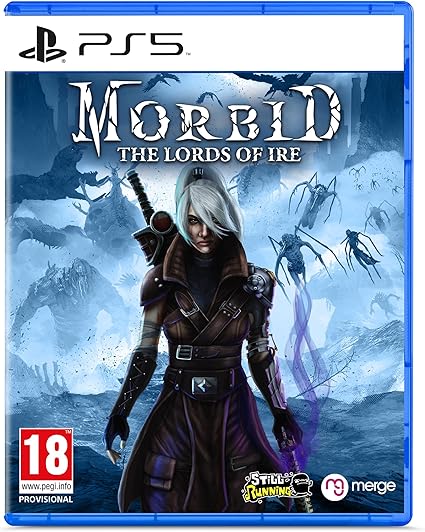 PS5
MORBID
THE LORDS OF IRE
18
www.pegi.info
PROVISIONAL
STILL
RUNNING
merge